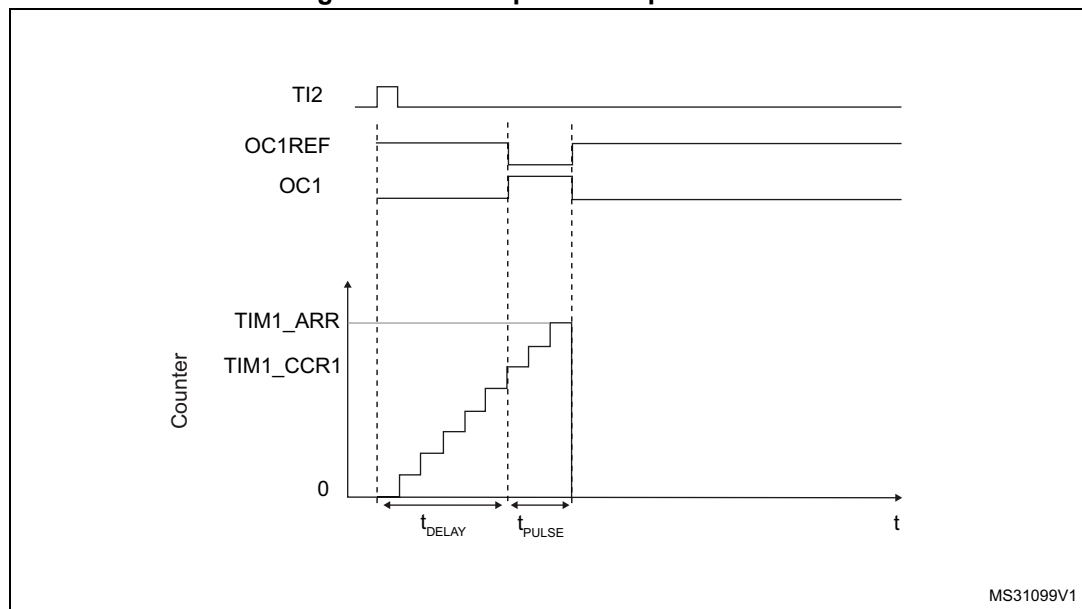 TI2
OC1REF
OC1
TIM1_ARR
TIM1_CCR1
Counter
0
tDELAY
tPULSE
t
MS31099V1